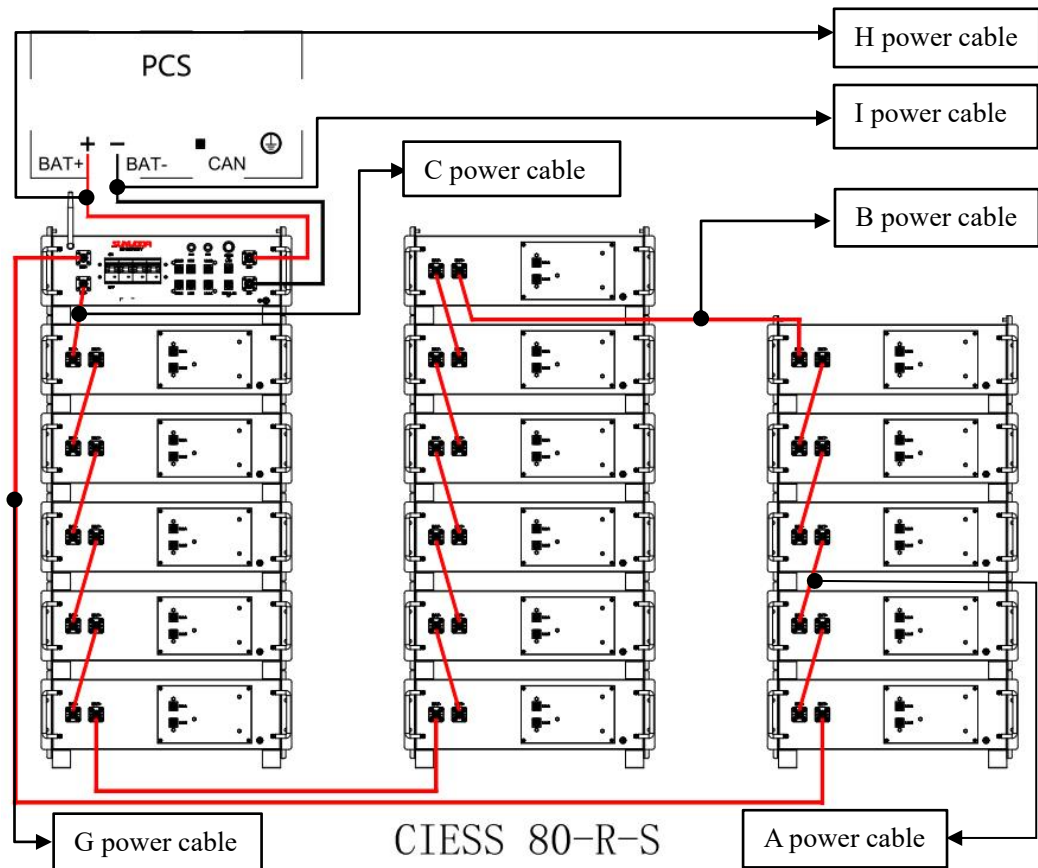 H power cable
PCS
I power cable
+ −
BAT+ BAT- CAN
C power cable
B power cable
G power cable
CIESS 80-R-S
A power cable